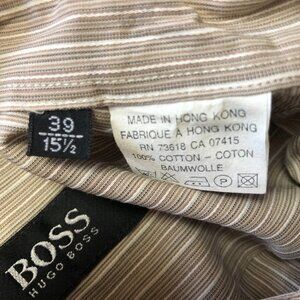 39
15½
MADE IN HONG KONG
FABRIQUE A HONG KONG
RN 73618 CA 07415
100% COTTON - COTON
BAUMWOLLE
BOSS
HUGO BOSS